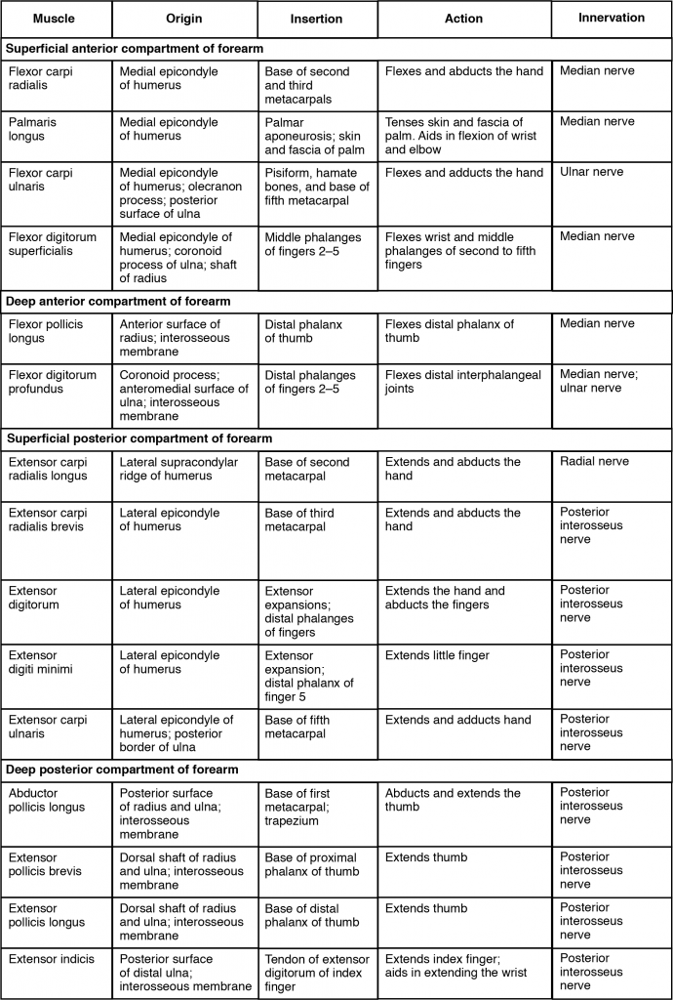 Muscle Origin Insertion Action Innervation
Superficial anterior compartment of forearm
Flexor carpi Medial epicondyle Base of second Flexes and abducts the hand Median nerve
radialis of humerus and third
metacarpals
Palmaris Medial epicondyle Palmar Tenses skin and fascia of Median nerve
longus of humerus aponeurosis; skin palm. Aids in flexion of wrist
and fascia of palm and elbow
Flexor carpi Medial epicondyle Pisiform, hamate Flexes and adducts the hand Ulnar nerve
ulnaris of humerus; olecranon bones, and base of
process; posterior fifth metacarpal
surface of ulna
Flexor digitorum Medial epicondyle of Middle phalanges Flexes wrist and middle Median nerve
superficialis humerus; coronoid of fingers 2–5 phalanges of second to fifth
process of ulna; shaft fingers
of radius
Deep anterior compartment of forearm
Flexor pollicis Anterior surface of Distal phalanx Flexes distal phalanx of Median nerve
longus radius; interosseous of thumb thumb
membrane
Flexor digitorum Coronoid process; Distal phalanges Flexes distal interphalangeal Median nerve;
profundus anteromedial surface of of fingers 2–5 joints ulnar nerve
ulna; interosseous
membrane
Superficial posterior compartment of forearm
Extensor carpi Lateral supracondylar Base of second Extends and abducts the Radial nerve
radialis longus ridge of humerus metacarpal hand
Extensor carpi Lateral epicondyle Base of third Extends and abducts the Posterior
radialis brevis of humerus metacarpal hand interosseus
nerve
Extensor Lateral epicondyle Extensor Extends the hand and Posterior
digitorum of humerus expansions; abducts the fingers interosseus
distal phalanges nerve
of fingers
Extensor Lateral epicondyle Extensor Extends little finger Posterior
digiti minimi of humerus expansion; interosseus
distal phalanx of nerve
finger 5
Extensor carpi Lateral epicondyle of Base of fifth Extends and adducts hand Posterior
ulnaris humerus; posterior metacarpal interosseus
border of ulna nerve
Deep posterior compartment of forearm
Abductor Posterior surface Base of first Abducts and extends the Posterior
pollicis longus of radius and ulna; metacarpal; thumb interosseus
interosseous trapezium nerve
membrane
Extensor Dorsal shaft of radius Base of proximal Extends thumb Posterior
pollicis brevis and ulna; interosseous phalanx of thumb interosseus
membrane nerve
Extensor Dorsal shaft of radius Base of distal Extends thumb Posterior
pollicis longus and ulna; interosseous phalanx of thumb interosseus
membrane nerve
Extensor indicis Posterior surface Tendon of extensor Extends index finger; Posterior
of distal ulna; digitorum of index aids in extending the wrist interosseus
interosseous membrane finger nerve